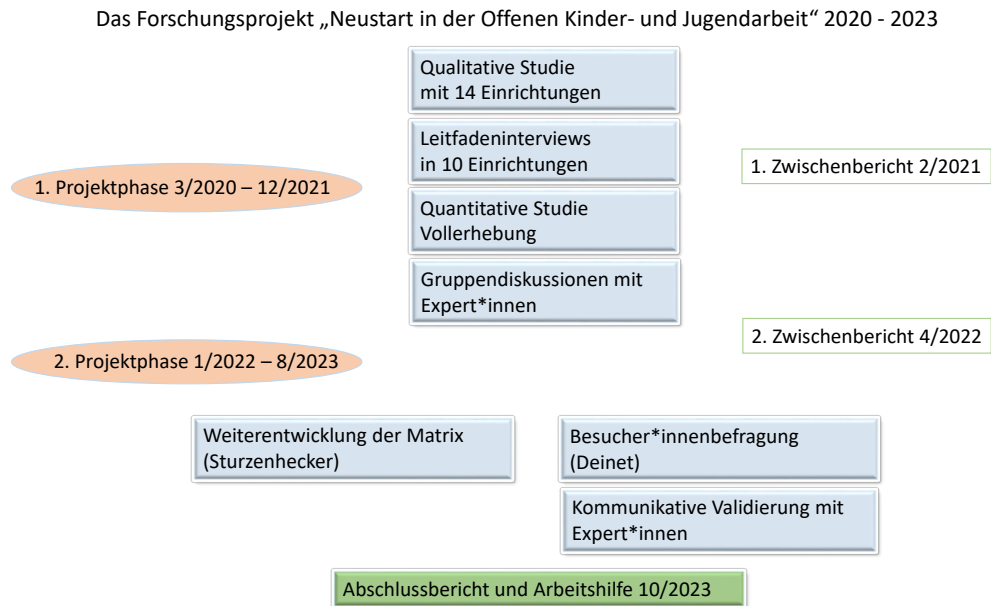 Das Forschungsprojekt „Neustart in der Offenen Kinder- und Jugendarbeit“ 2020 - 2023
Qualitative Studie
mit 14 Einrichtungen
Leitfadeninterviews
in 10 Einrichtungen
1. Zwischenbericht 2/2021
1. Projektphase 3/2020 – 12/2021
Quantitative Studie
Vollerhebung
Gruppendiskussionen mit
Expert*innen
2. Zwischenbericht 4/2022
2. Projektphase 1/2022 – 8/2023
Weiterentwicklung der Matrix
(Sturzenhecker)
Besucher*innenbefragung
(Deinet)
Kommunikative Validierung mit
Expert*innen
Abschlussbericht und Arbeitshilfe 10/2023